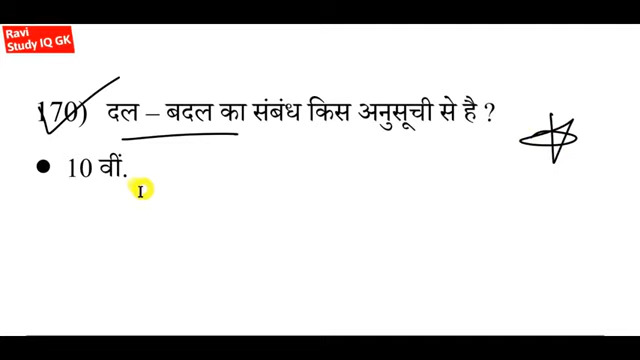 Ravi
Study IQ GK
170) दल – बदल का संबंध किस अनुसूची से है ?
● 10 वीं.